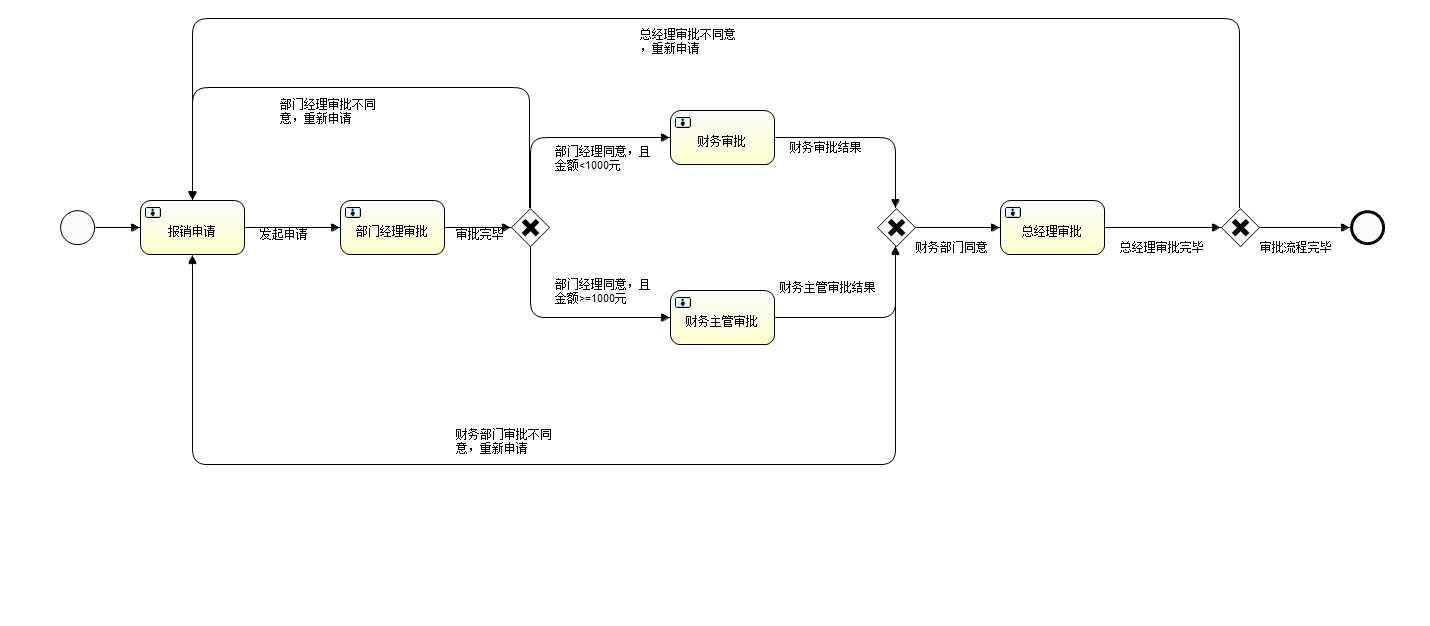 总经理审批不同意
，重新申请
部门经理审批不同
意，重新申请
财务审批
部门经理同意，且
金额<1000元
财务审批结果
报销申请
发起申请
部门经理审批
审批完毕
财务部门同意
总经理审批
总经理审批完毕
审批流程完毕
部门经理同意，且
金额>=1000元
财务主管审批结果
财务主管审批
财务部门审批不同
意，重新申请